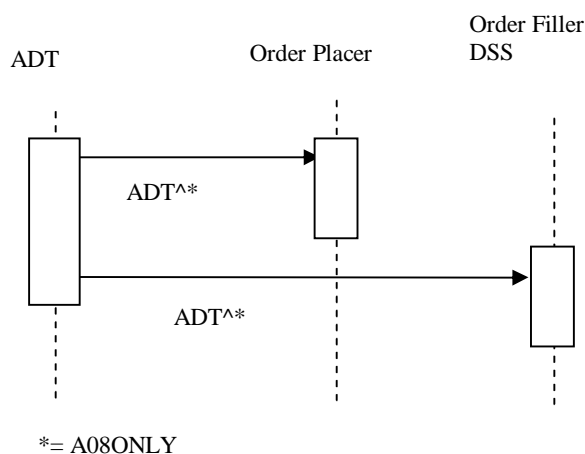 ADT
Order Placer
Order Filler
DSS
ADT^*
ADT^*
*= A08ONLY